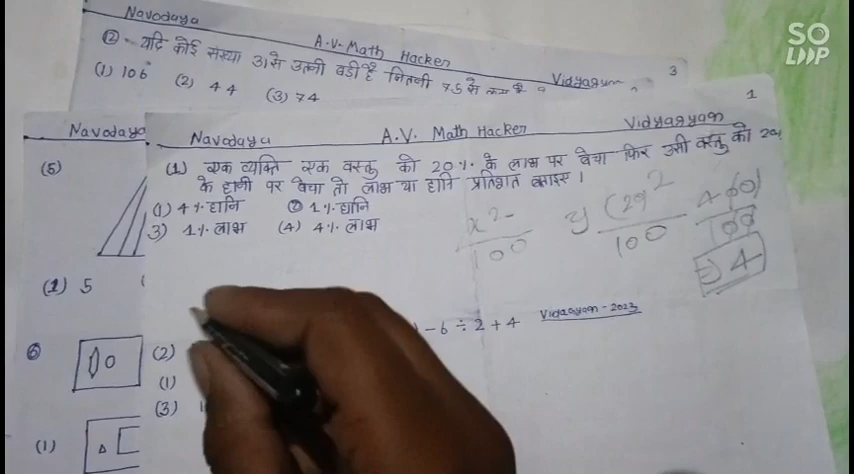 SO
LOOP
Navodaya A.V. Math Hacker Vidyagyan 3
(12) यदि कोई संख्या 31 से उतनी बडी है जितनी 75 से कम है ?
(1) 106 (2) 44 (3) 74
Navodaya
(5)
(1) 5
(6)
(1)
1
Navodaya A.V. Math Hacker Vidyagyan
(1) एक व्यक्ति एक वस्तु को 20% के लाभ पर बेचा फिर उसी वस्तु को 20%
के हानी पर बेचा तो लाभ या हानि प्रतिशत बताइए।
(1) 4% हानि (2) 1% हानि
3) 1% लाभ (4) 4% लाभ
x²
100
(20)²
100
400
100
4
(2) - 6 ÷ 2 + 4 Vidyagyan - 2023
(1)
(3)